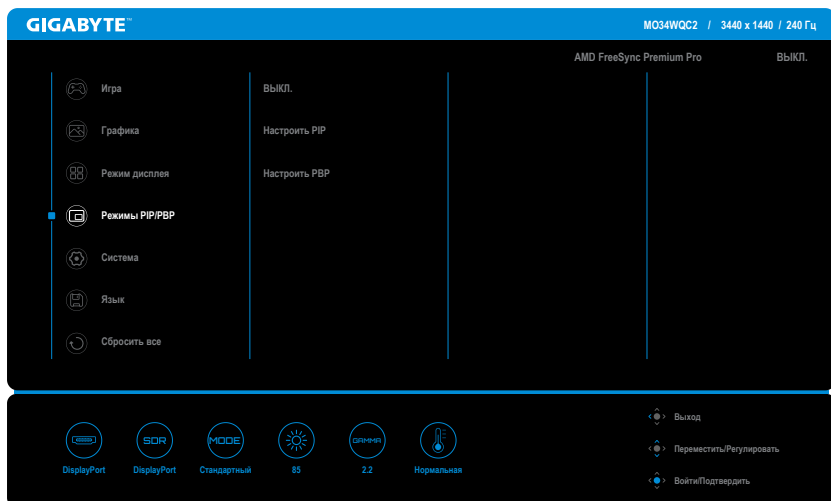 GIGABYTE™
MO34WQC2 / 3440 x 1440 / 240 Гц
AMD FreeSync Premium Pro ВЫКЛ.
Игра
ВЫКЛ.
Графика
Настроить PIP
Режим дисплея
Настроить PBP
Режимы PIP/PBP
Система
Язык
Сбросить все
SDR
MODE
GAMMA
DisplayPort
DisplayPort
Стандартный
85
2.2
Нормальная
Выход
Переместить/Регулировать
Войти/Подтвердить